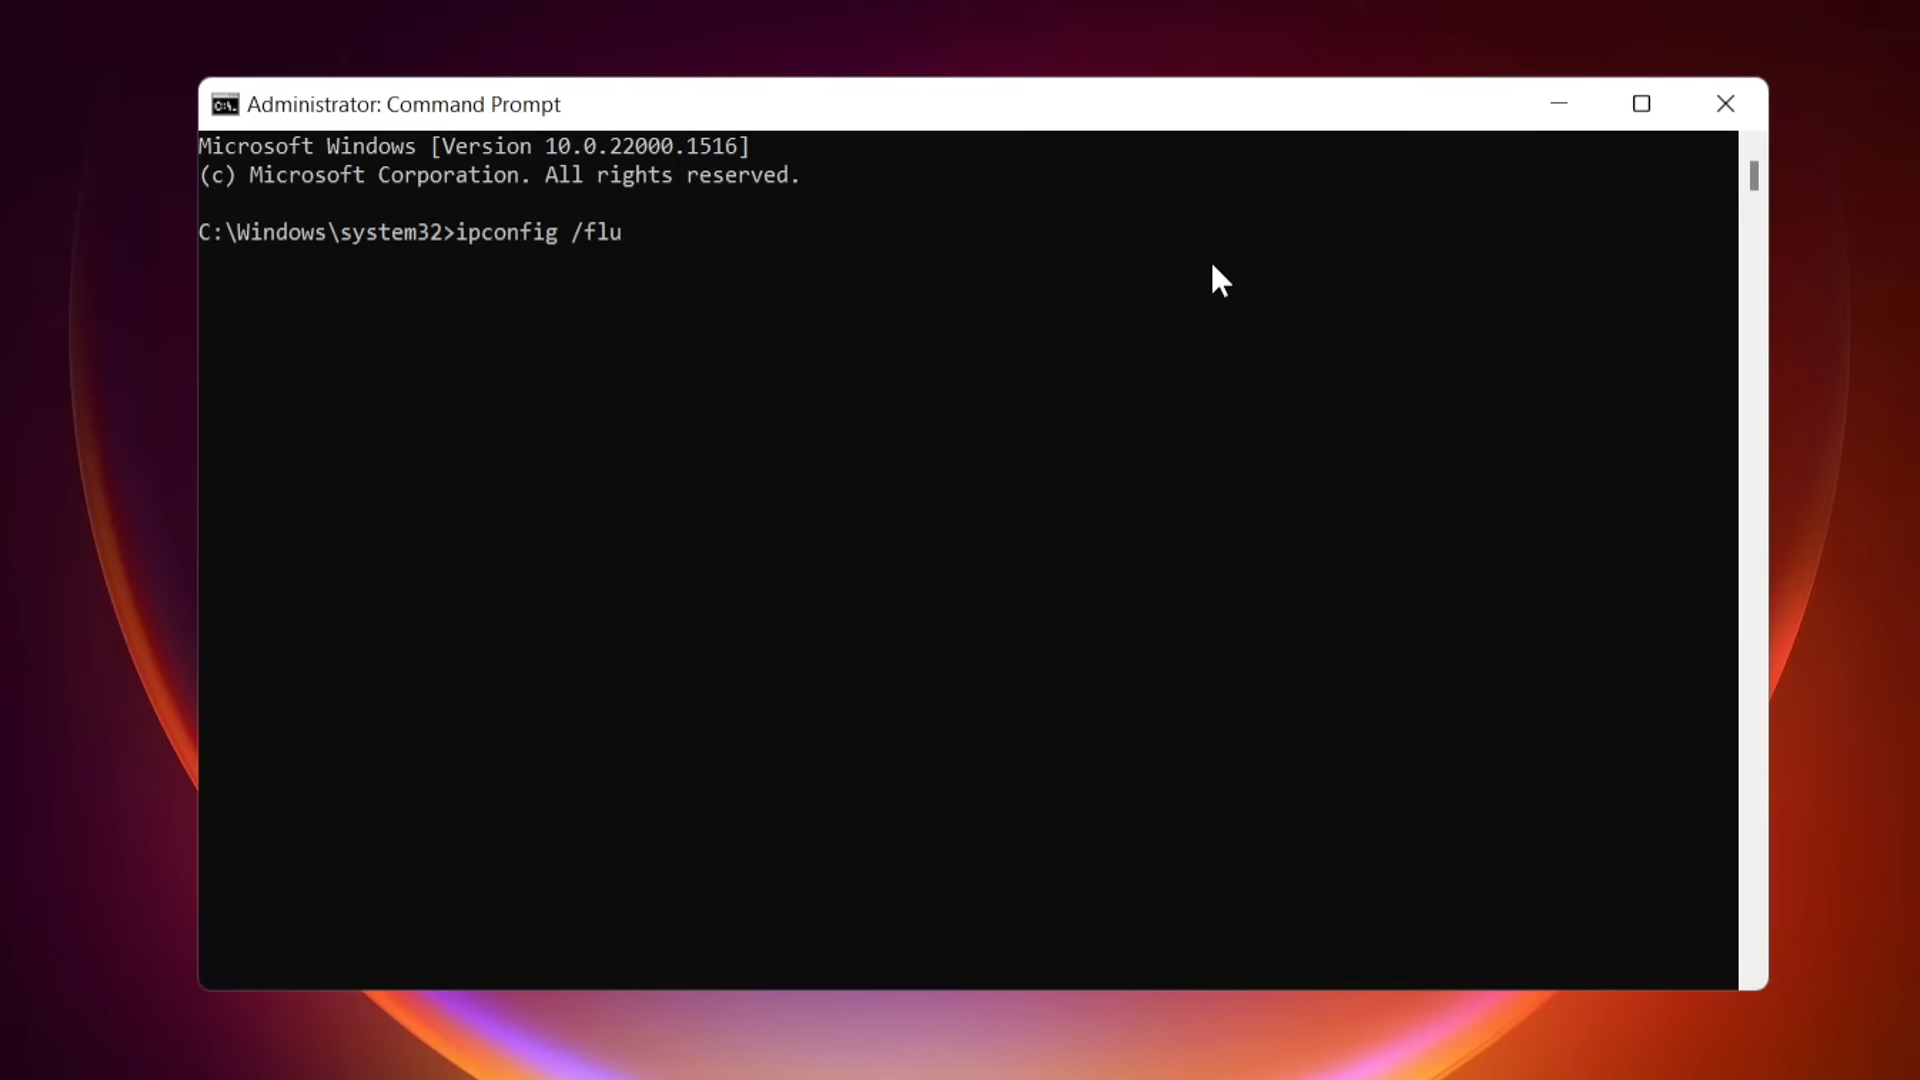 Administrator: Command Prompt
Microsoft Windows [Version 10.0.22000.1516]
(c) Microsoft Corporation. All rights reserved.
C:\Windows\system32>ipconfig /flu